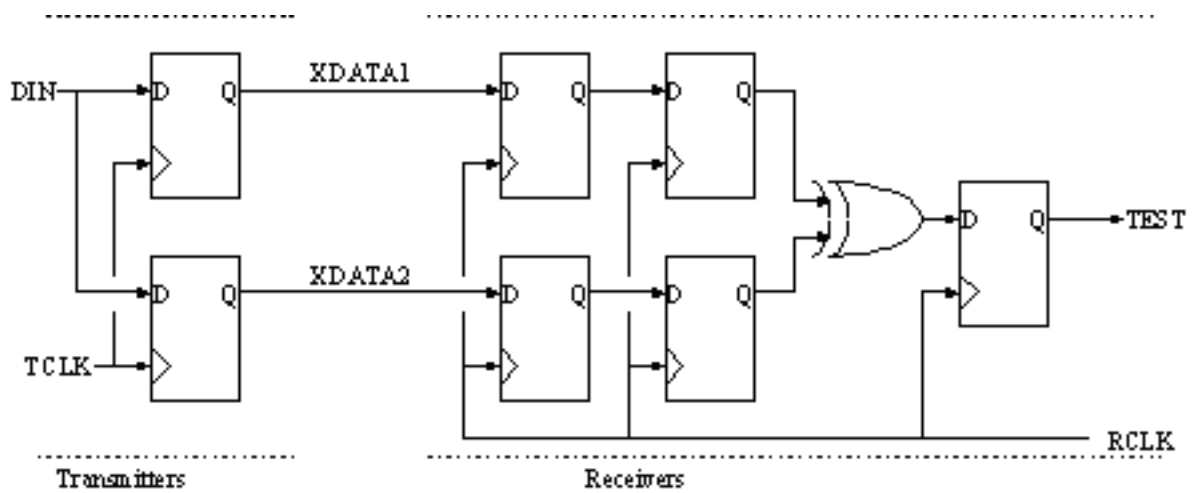 XDATA1
DIN
D Q
D Q
D Q
D Q
TEST
XDATA2
D Q
D Q
D Q
TCLK
RCLK
Transmitters
Receivers